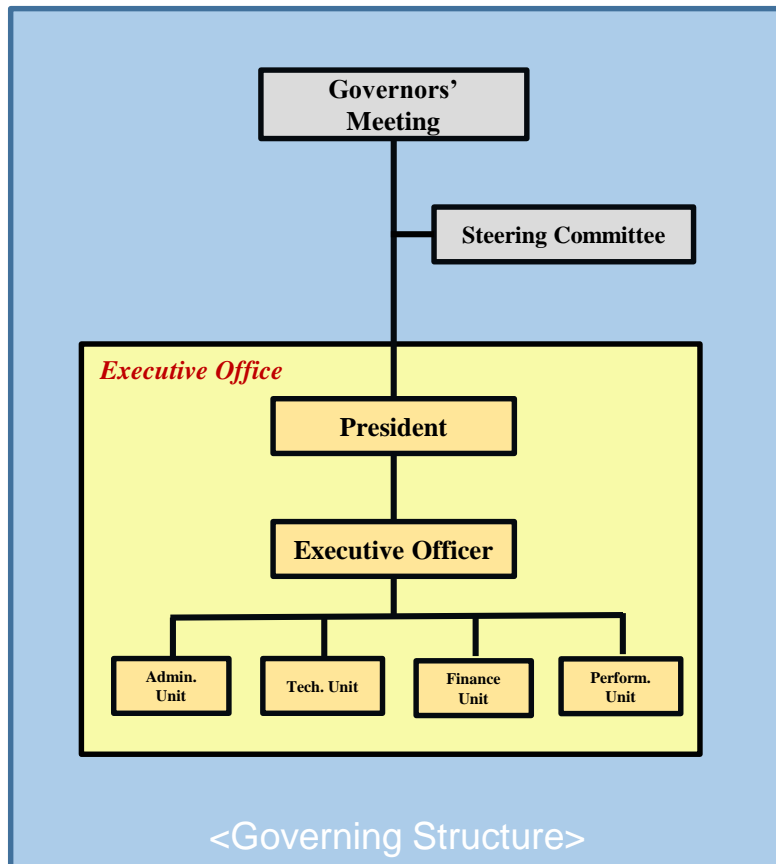 Governors’
Meeting
Steering Committee
Executive Office
President
Executive Officer
Admin.
Unit
Tech. Unit
Finance
Unit
Perform.
Unit
<Governing Structure>